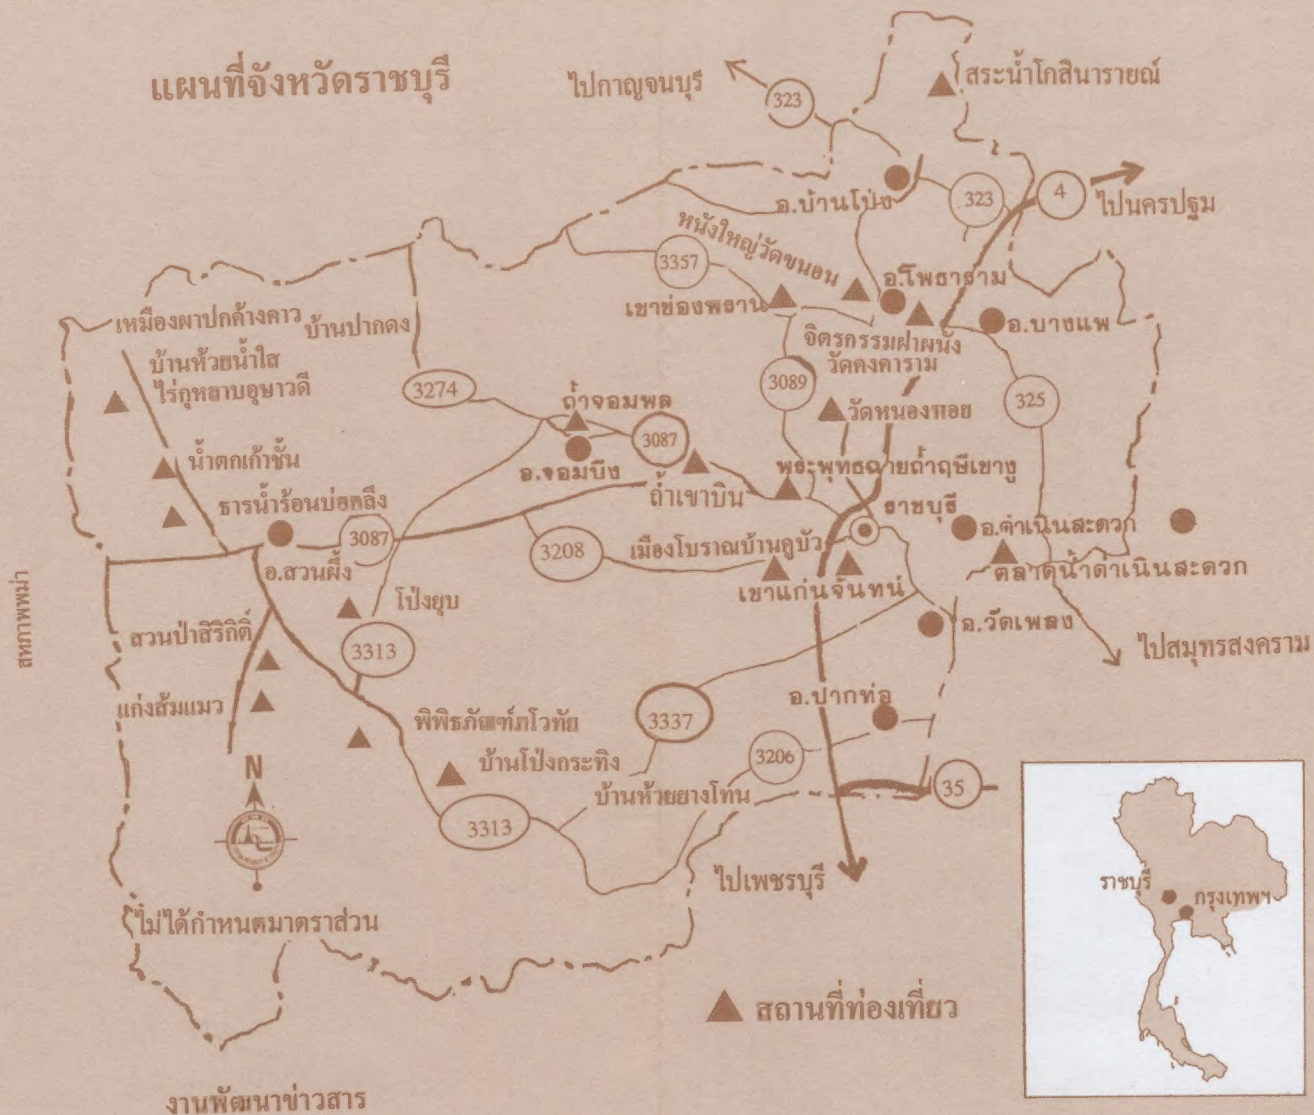 แผนที่จังหวัดราชบุรี
ไปกาญจนบุรี
323
สระน้ำโกสินารายณ์
อ.บ้านโป่ง
323
4
ไปนครปฐม
หนังใหญ่วัดขนอน
3357
อ.โพธาราม
เขาช่องพราน
อ.บางแพ
เหมืองผาปกค้างคาว
บ้านปากดง
จิตรกรรมฝาผนัง
วัดคงคาราม
บ้านห้วยน้ำใส
ไร่กุหลาบอุษาวดี
3274
3089
325
ถ้ำจอมพล
วัดหนองหอย
3087
อ.จอมบึง
น้ำตกเก้าชั้น
ถ้ำเขาบิน
พระพุทธฉายถ้ำฤษีเขางู
ธารน้ำร้อนบ่อคลึง
ราชบุรี
3087
3208
อ.ดำเนินสะดวก
เมืองโบราณบ้านคูบัว
ตลาดน้ำดำเนินสะดวก
อ.สวนผึ้ง
เขาแก่นจันทน์
โป่งยุบ
สหภาพพม่า
สวนป่าสิริกิติ์
3313
อ.วัดเพลง
ไปสมุทรสงคราม
แก่งส้มแมว
อ.ปากท่อ
พิพิธภัณฑ์ภโวทัย
3337
บ้านโป่งกระทิง
3206
N
บ้านห้วยยางโทน
35
3313
ไปเพชรบุรี
ราชบุรี
กรุงเทพฯ
ไม่ได้กำหนดมาตราส่วน
สถานที่ท่องเที่ยว
งานพัฒนาข่าวสาร